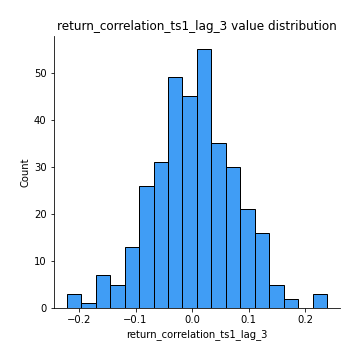 return_correlation_ts1_lag_3 value distribution
Count
50
40
30
20
10
0
−0.2 −0.1 0.0 0.1 0.2
return_correlation_ts1_lag_3